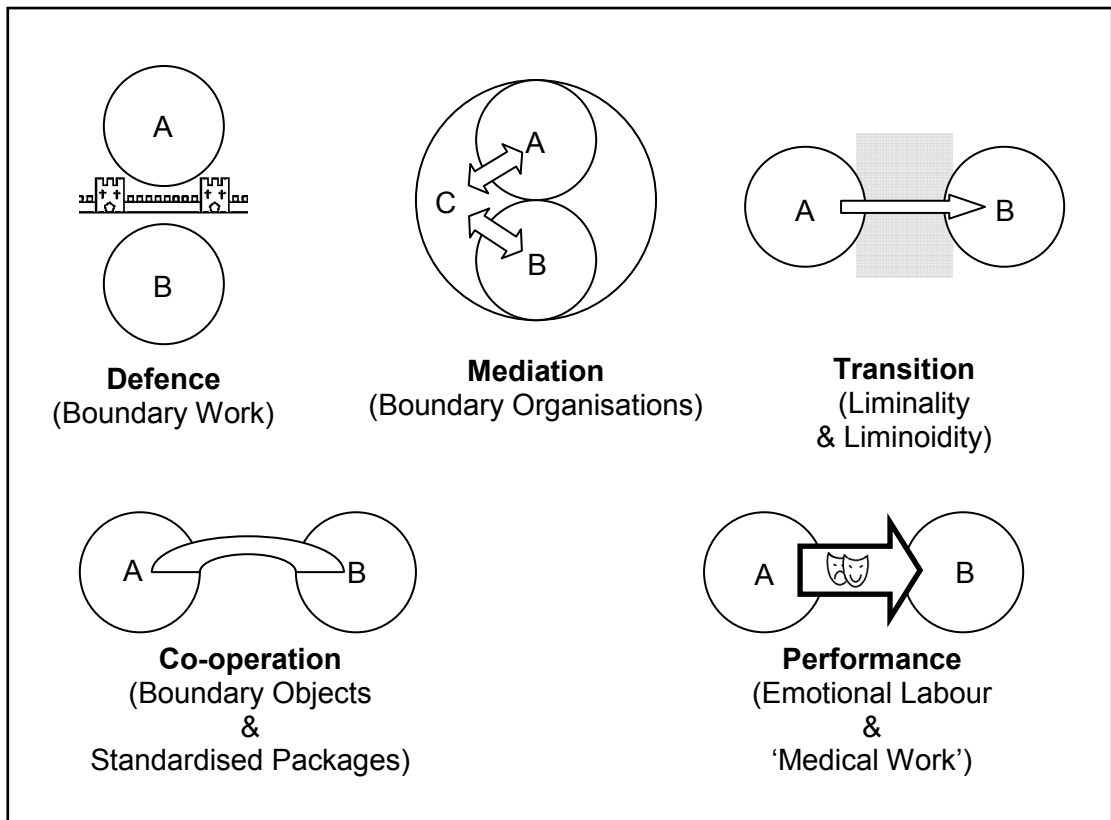 A
B
Defence
(Boundary Work)
A
C
B
Mediation
(Boundary Organisations)
A
B
Transition
(Liminality
& Liminoidity)
A
B
Co-operation
(Boundary Objects
&
Standardised Packages)
A
B
Performance
(Emotional Labour
&
‘Medical Work’)